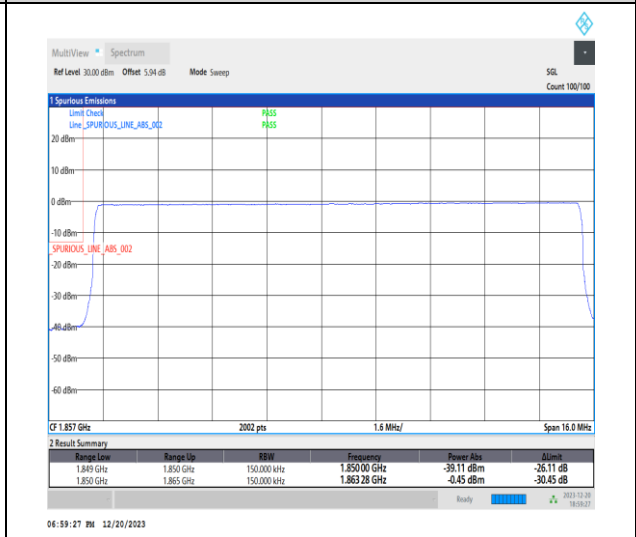 MultiView Spectrum
Ref Level 30.00 dBm Offset 5.94 dB Mode Sweep SGL
Count 100/100
1 Spurious Emissions
Limit Check PASS
Line _SPURIOUS_LINE_ABS_002 PASS
20 dBm
10 dBm
0 dBm
-10 dBm
_SPURIOUS_LINE_ABS_002
-20 dBm
-30 dBm
-40 dBm
-50 dBm
-60 dBm
CF 1.857 GHz 2002 pts 1.6 MHz/ Span 16.0 MHz
2 Result Summary
Range Low Range Up RBW Frequency Power Abs ΔLimit
1.849 GHz 1.850 GHz 150.000 kHz 1.85000 GHz -39.11 dBm -26.11 dB
1.850 GHz 1.865 GHz 150.000 kHz 1.86328 GHz -0.45 dBm -30.45 dB
Ready 2023-12-20
18:59:27
06:59:27 PM 12/20/2023